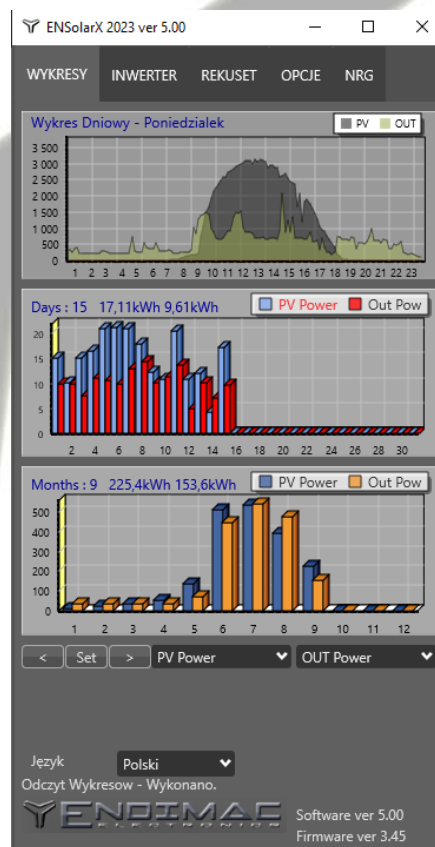 ENSolarX 2023 ver 5.00
WYKRESY INWERTER REKUSET OPCJE NRG
Wykres Dniowy - Poniedzialek PV OUT
3 500
3 000
2 500
2 000
1 500
1 000
500
0
1 2 3 4 5 6 7 8 9 10 11 12 13 14 15 16 17 18 19 20 21 22 23
Days : 15 17,11kWh 9,61kWh PV Power Out Pow
20
15
10
5
0
2 4 6 8 10 12 14 16 18 20 22 24 26 28 30
Months : 9 225,4kWh 153,6kWh PV Power Out Pow
500
400
300
200
100
0
1 2 3 4 5 6 7 8 9 10 11 12
< Set > PV Power OUT Power
Język Polski
Odczyt Wykresow - Wykonano.
ENDIMAC
ELECTRONICS
Software ver 5.00
Firmware ver 3.45